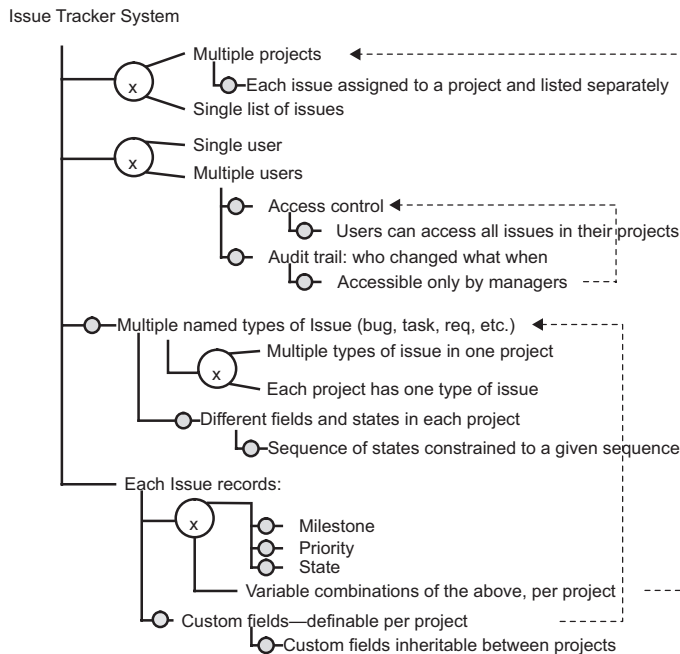 Issue Tracker System
Multiple projects
Each issue assigned to a project and listed separately
x
Single list of issues
Single user
x
Multiple users
Access control
Users can access all issues in their projects
Audit trail: who changed what when
Accessible only by managers
Multiple named types of Issue (bug, task, req, etc.)
Multiple types of issue in one project
x
Each project has one type of issue
Different fields and states in each project
Sequence of states constrained to a given sequence
Each Issue records:
x
Milestone
Priority
State
Variable combinations of the above, per project
Custom fields—definable per project
Custom fields inheritable between projects